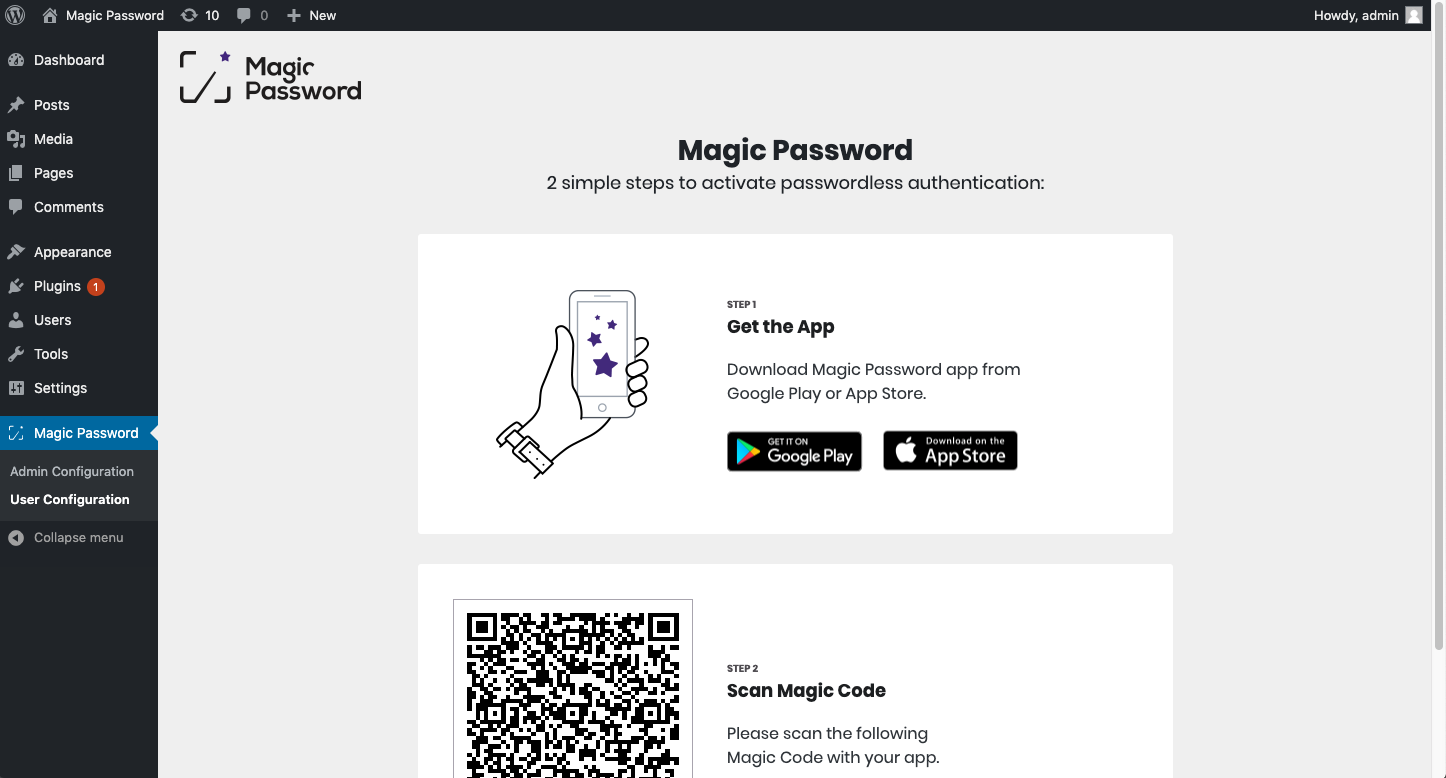 Magic Password
10
0
New
Howdy, admin
Dashboard
Posts
Media
Pages
Comments
Appearance
Plugins 1
Users
Tools
Settings
Magic Password
Admin Configuration
User Configuration
Collapse menu
Magic
Password
Magic Password
2 simple steps to activate passwordless authentication:
STEP 1
Get the App
Download Magic Password app from
Google Play or App Store.
GET IT ON
Google Play
Download on the
App Store
STEP 2
Scan Magic Code
Please scan the following
Magic Code with your app.